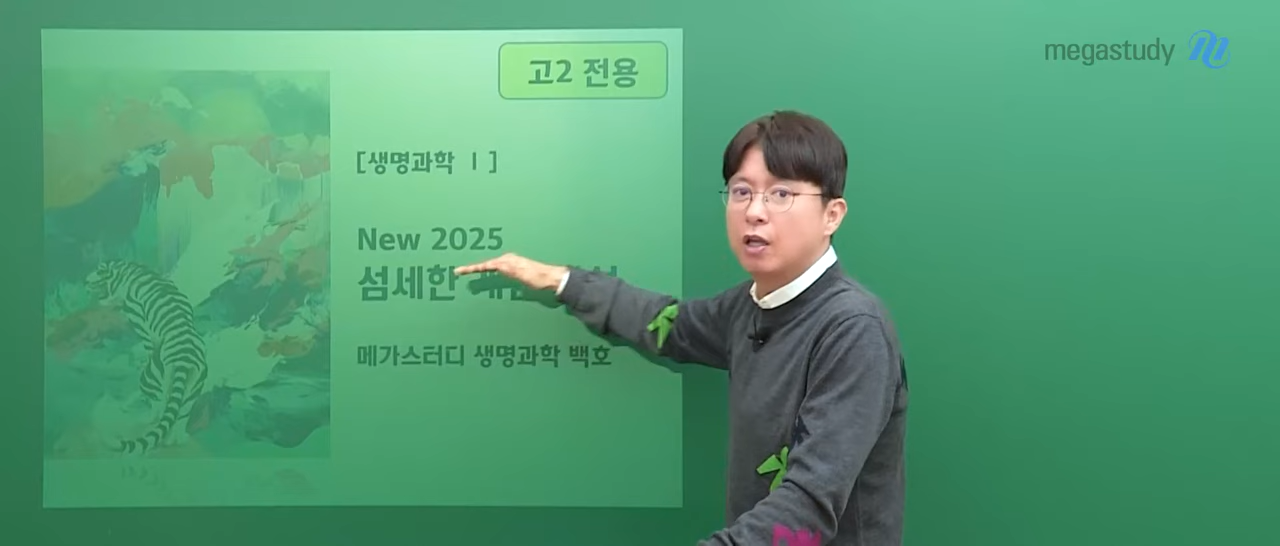 megastudy
고2 전용
[생명과학 Ⅰ]
New 2025
섬세한
메가스터디 생명과학 백호